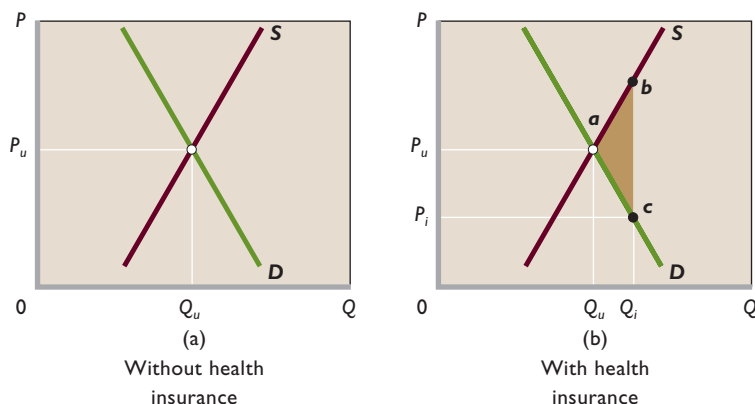 P
S
P_u
D
0
Q_u
Q
(a)
Without health
insurance
P
S
b
a
P_u
c
P_i
D
0
Q_u
Q_i
Q
(b)
With health
insurance